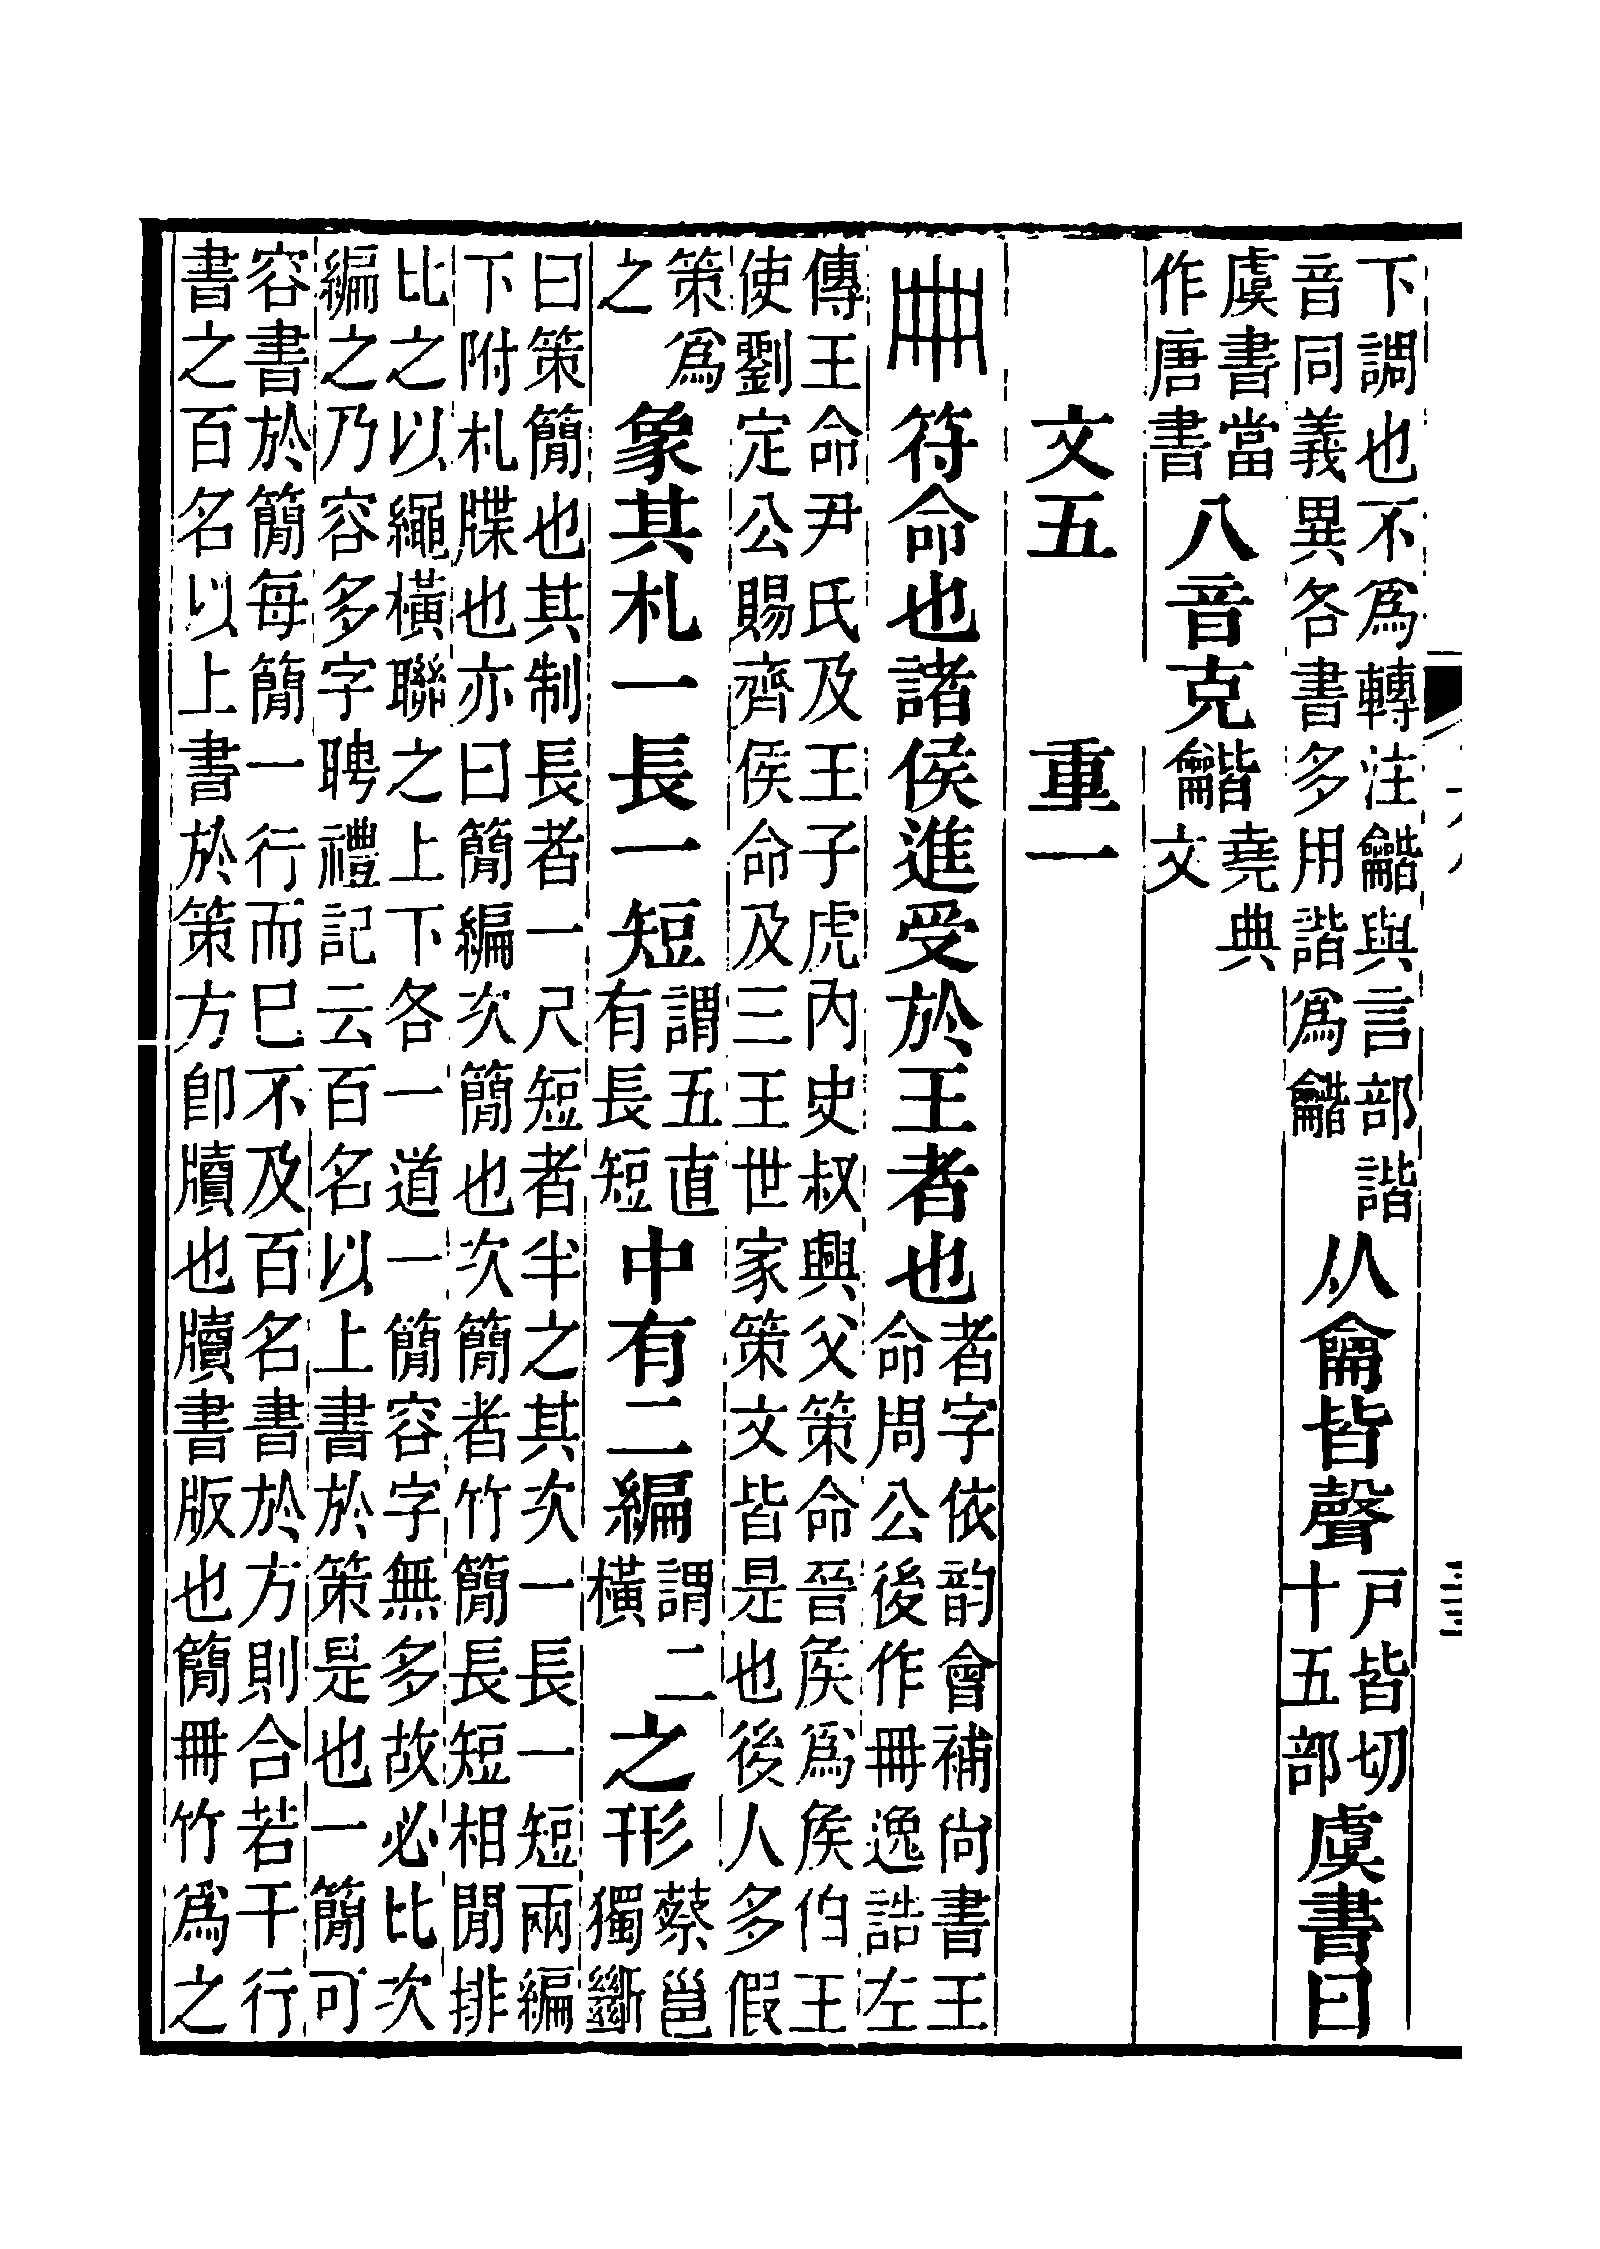 下調也不爲轉注龤與言部諧音同義異各書多用諧爲龤从龠皆聲戶皆切十五部虞書曰
虞書當作唐書八音克龤堯典文
文五　重一
冊符命也諸侯進受於王者也者字依韵會補尚書王命周公後作冊逸誥左
傳王命尹氏及王子虎內史叔興父策命晉矦爲矦伯王使劉定公賜齊侯命及三王世家策文皆是也後人多假
策爲之象其札一長一短謂五直有長短中有二編謂二橫之形蔡邕獨斷
曰策簡也其制長者一尺短者半之其次一長一短兩編下附札牒也亦曰簡編次簡也次簡者竹簡長短相閒排
比之以繩橫聯之上下各一道一簡容字無多故必比次編之乃容多字聘禮記云百名以上書於策是也一簡可
容書於簡每簡一行而巳不及百名書於方則合若干行書之百名以上書於策方卽牘也牘書版也簡冊竹爲之